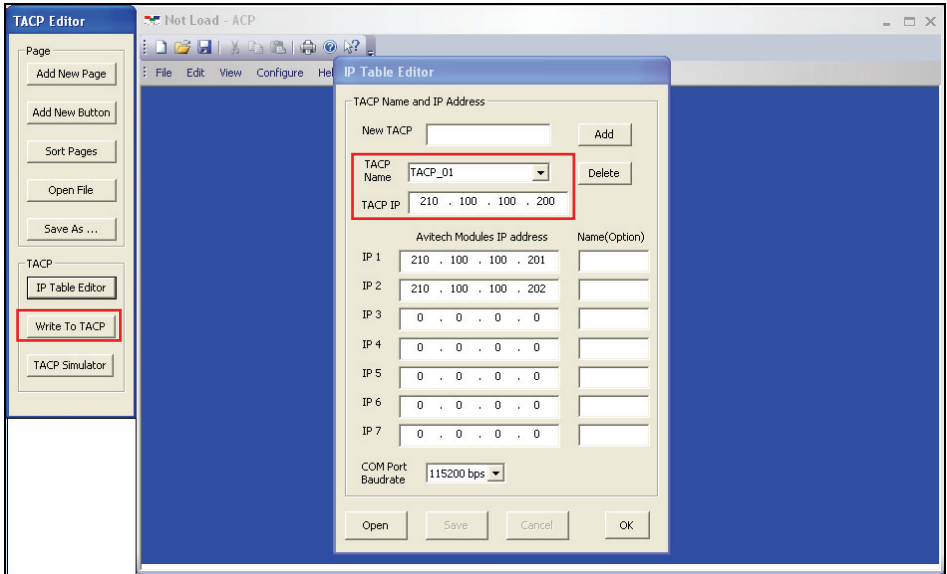 TACP Editor
Page
Add New Page
Add New Button
Sort Pages
Open File
Save As ...
TACP
IP Table Editor
Write To TACP
TACP Simulator
Not Load - ACP
File Edit View Configure Hel
IP Table Editor
TACP Name and IP Address
New TACP
Add
TACP Name TACP_01
Delete
TACP IP 210 . 100 . 100 . 200
Avitech Modules IP address Name(Option)
IP 1 210 . 100 . 100 . 201
IP 2 210 . 100 . 100 . 202
IP 3 0 . 0 . 0 . 0
IP 4 0 . 0 . 0 . 0
IP 5 0 . 0 . 0 . 0
IP 6 0 . 0 . 0 . 0
IP 7 0 . 0 . 0 . 0
COM Port
Baudrate 115200 bps
Open Save Cancel OK